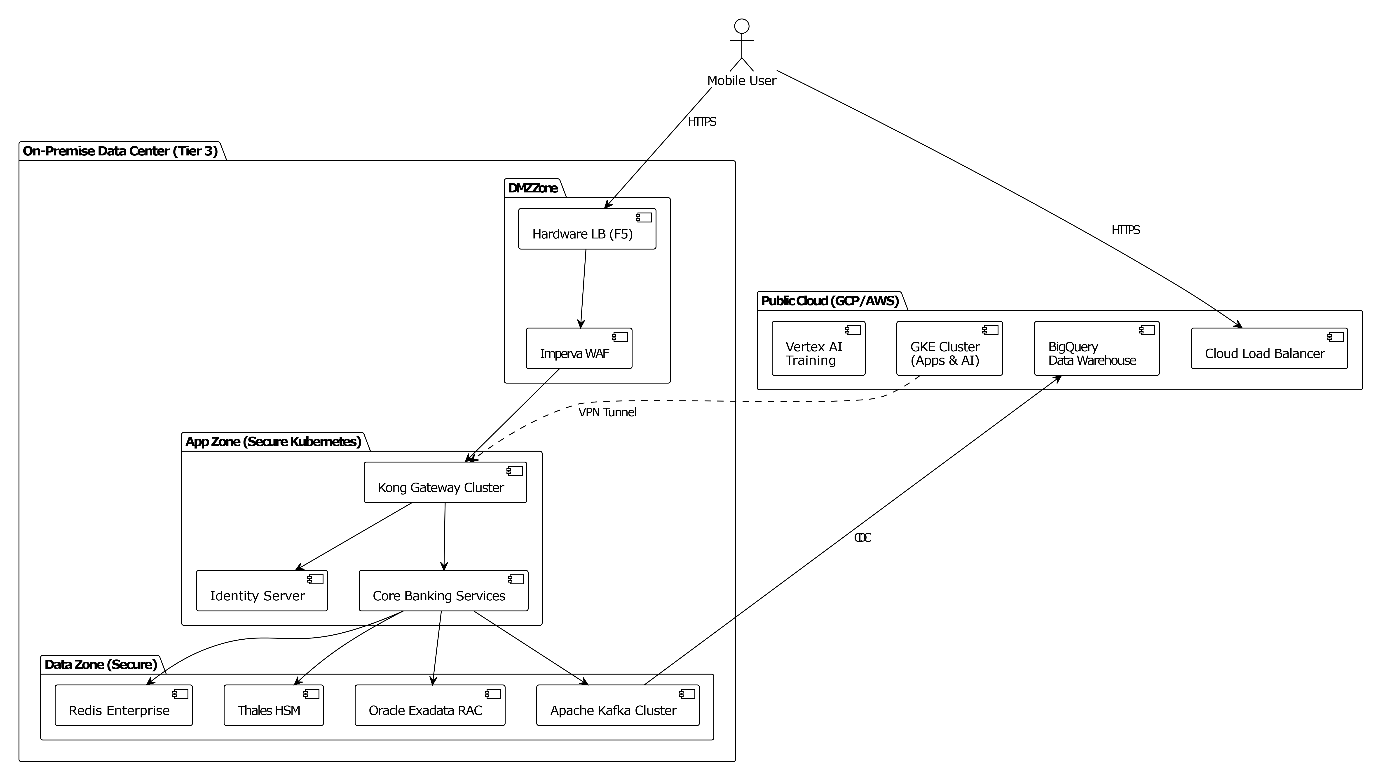 Mobile User
HTTPS
On-Premise Data Center (Tier 3)
DMZ Zone
Hardware LB (F5)
HTTPS
Public Cloud (GCP/AWS)
Imperva WAF
Vertex AI
Training
GKE Cluster
(Apps & AI)
BigQuery
Data Warehouse
Cloud Load Balancer
VPN Tunnel
App Zone (Secure Kubernetes)
Kong Gateway Cluster
CDC
Identity Server
Core Banking Services
Data Zone (Secure)
Redis Enterprise
Thales HSM
Oracle Exadata RAC
Apache Kafka Cluster